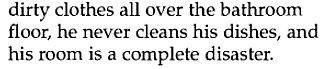 dirty clothes all over the bathroom
floor, he never cleans his dishes, and
his room is a complete disaster.